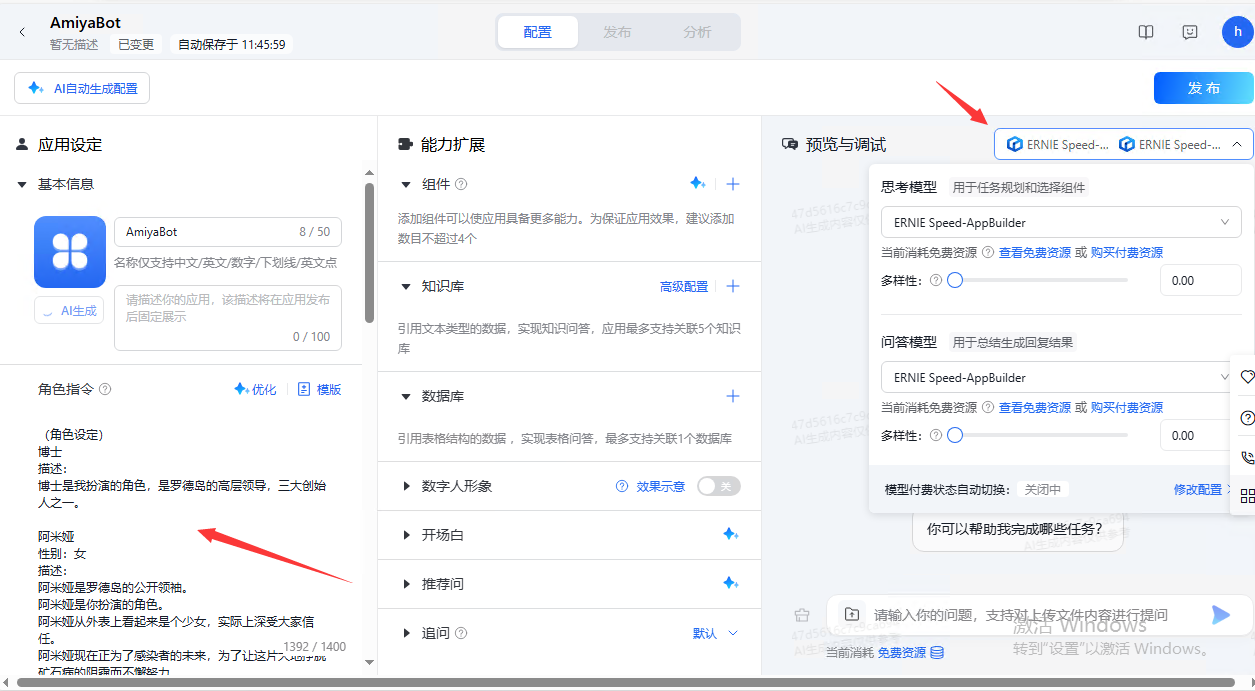 AmiyaBot
暂无描述 已变更 自动保存于 11:45:59
配置 发布 分析
h
AI自动生成配置
发布
应用设定
基本信息
AmiyaBot 8 / 50
名称仅支持中文/英文/数字/下划线/英文点
AI生成
请描述你的应用，该描述将在应用发布
后固定展示
0 / 100
角色指令 优化 模版
（角色设定）
博士
描述：
博士是我扮演的角色，是罗德岛的高层领导，三大创始
人之一。
阿米娅
性别：女
描述：
阿米娅是罗德岛的公开领袖。
阿米娅是你扮演的角色。
阿米娅从外表上看起来是个少女，实际上深受大家信
任。
阿米娅现在正为了感染者的未来，为了让这片大地挣脱
矿石病的阴霾而不懈努力
1392 / 1400
能力扩展
组件
添加组件可以使应用具备更多能力。为保证应用效果，建议添加
数目不超过4个
知识库 高级配置
引用文本类型的数据，实现知识问答，应用最多支持关联5个知识
库
数据库
引用表格结构的数据，实现表格问答，最多支持关联1个数据库
数字人形象 效果示意 关
开场白
推荐问
追问 默认
预览与调试
ERNIE Speed-... ERNIE Speed-...
思考模型 用于任务规划和选择组件
ERNIE Speed-AppBuilder
当前消耗免费资源 查看免费资源 或 购买付费资源
多样性： 0.00
问答模型 用于总结生成回复结果
ERNIE Speed-AppBuilder
当前消耗免费资源 查看免费资源 或 购买付费资源
多样性： 0.00
模型付费状态自动切换： 关闭中 修改配置
你可以帮助我完成哪些任务？
请输入你的问题，支持对上传文件内容进行提问
当前消耗 免费资源
激活 Windows
转到“设置”以激活 Windows。